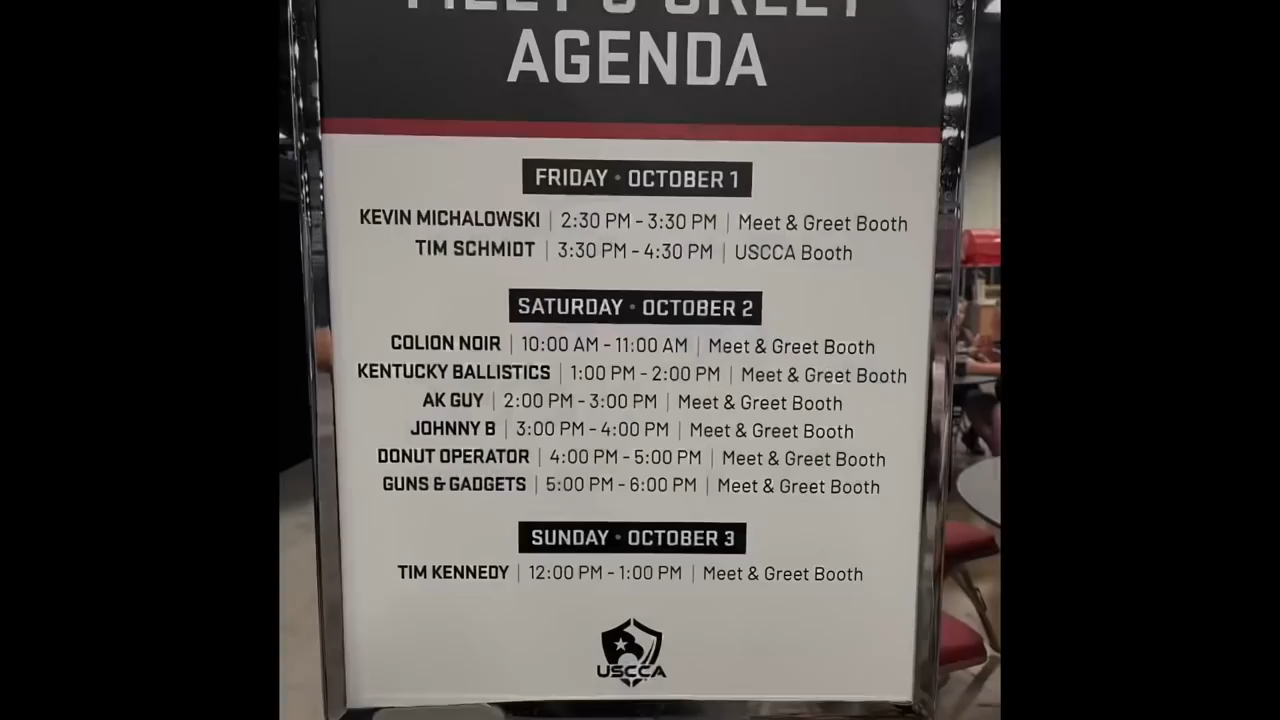 MEET & GREET
AGENDA
FRIDAY • OCTOBER 1
KEVIN MICHALOWSKI | 2:30 PM - 3:30 PM | Meet & Greet Booth
TIM SCHMIDT | 3:30 PM - 4:30 PM | USCCA Booth
SATURDAY • OCTOBER 2
COLION NOIR | 10:00 AM - 11:00 AM | Meet & Greet Booth
KENTUCKY BALLISTICS | 1:00 PM - 2:00 PM | Meet & Greet Booth
AK GUY | 2:00 PM - 3:00 PM | Meet & Greet Booth
JOHNNY B | 3:00 PM - 4:00 PM | Meet & Greet Booth
DONUT OPERATOR | 4:00 PM - 5:00 PM | Meet & Greet Booth
GUNS & GADGETS | 5:00 PM - 6:00 PM | Meet & Greet Booth
SUNDAY • OCTOBER 3
TIM KENNEDY | 12:00 PM - 1:00 PM | Meet & Greet Booth
USCCA